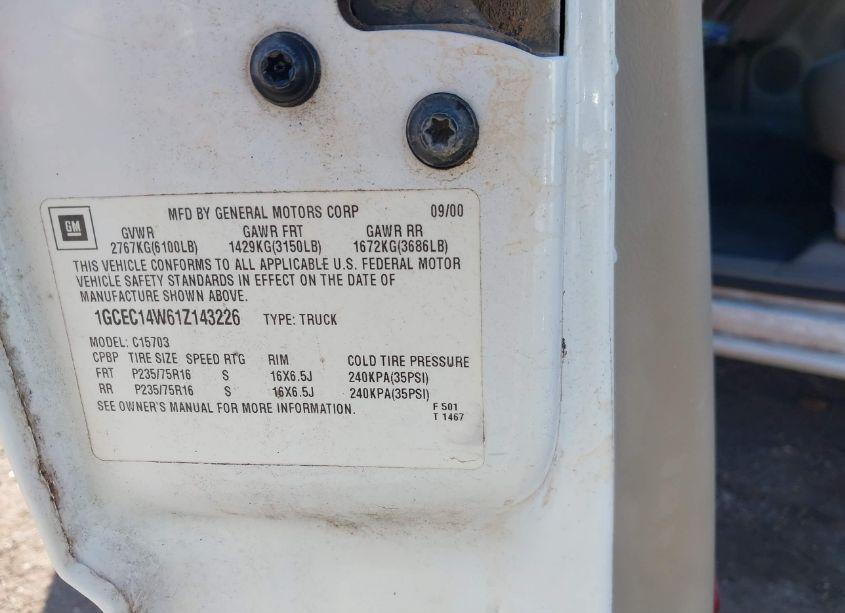 GM
MFD BY GENERAL MOTORS CORP 09/00
GVWR GAWR FRT GAWR RR
2767KG(6100LB) 1429KG(3150LB) 1672KG(3686LB)
THIS VEHICLE CONFORMS TO ALL APPLICABLE U.S. FEDERAL MOTOR
VEHICLE SAFETY STANDARDS IN EFFECT ON THE DATE OF
MANUFACTURE SHOWN ABOVE.
1GCEC14W61Z143226 TYPE: TRUCK
MODEL: C15703
CPBP TIRE SIZE SPEED RTG RIM COLD TIRE PRESSURE
FRT P235/75R16 S 16X6.5J 240KPA(35PSI)
RR P235/75R16 S 16X6.5J 240KPA(35PSI)
SEE OWNER'S MANUAL FOR MORE INFORMATION. F 501
T 1467